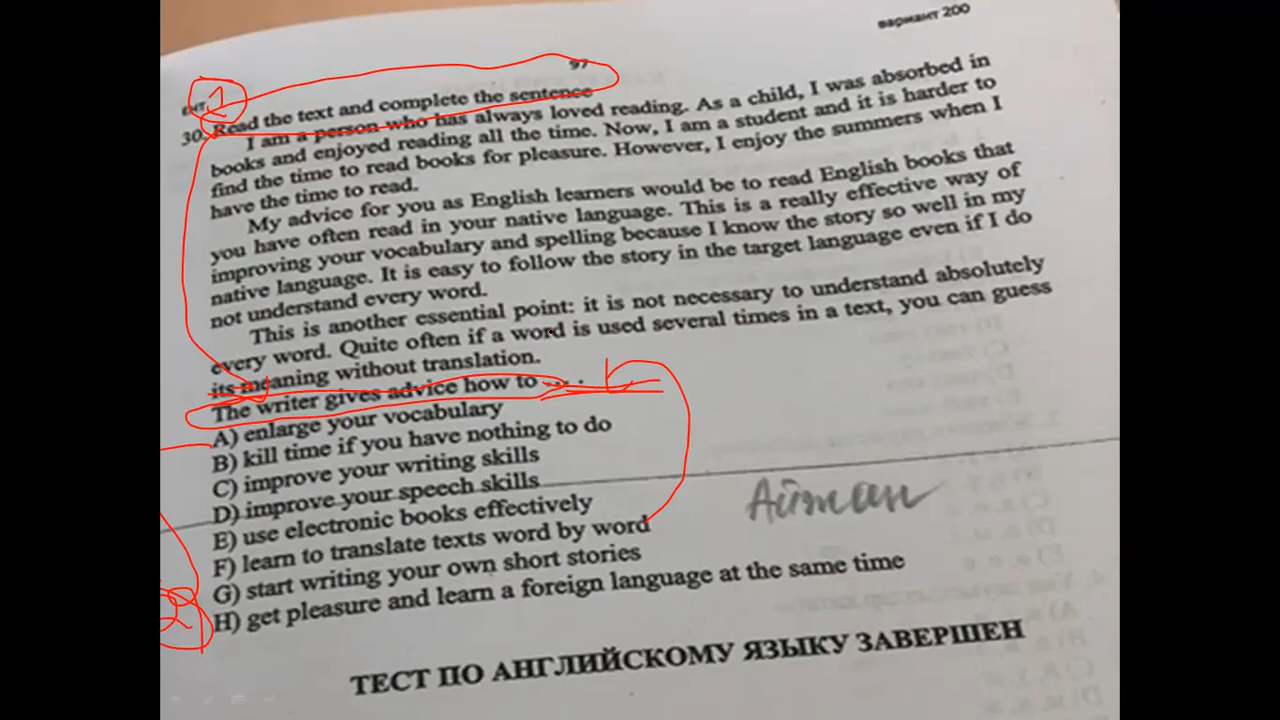 вариант 200
97
ЕНТ
1
30. Read the text and complete the sentence
I am a person who has always loved reading. As a child, I was absorbed in
books and enjoyed reading all the time. Now, I am a student and it is harder to
find the time to read books for pleasure. However, I enjoy the summers when I
have the time to read.
My advice for you as English learners would be to read English books that
you have often read in your native language. This is a really effective way of
improving your vocabulary and spelling because I know the story so well in my
native language. It is easy to follow the story in the target language even if I do
not understand every word.
This is another essential point: it is not necessary to understand absolutely
every word. Quite often if a word is used several times in a text, you can guess
its meaning without translation.
The writer gives advice how to ... .
A) enlarge your vocabulary
B) kill time if you have nothing to do
C) improve your writing skills
D) improve your speech skills
E) use electronic books effectively
F) learn to translate texts word by word
G) start writing your own short stories
H) get pleasure and learn a foreign language at the same time
2
Айман
ТЕСТ ПО АНГЛИЙСКОМУ ЯЗЫКУ ЗАВЕРШЕН